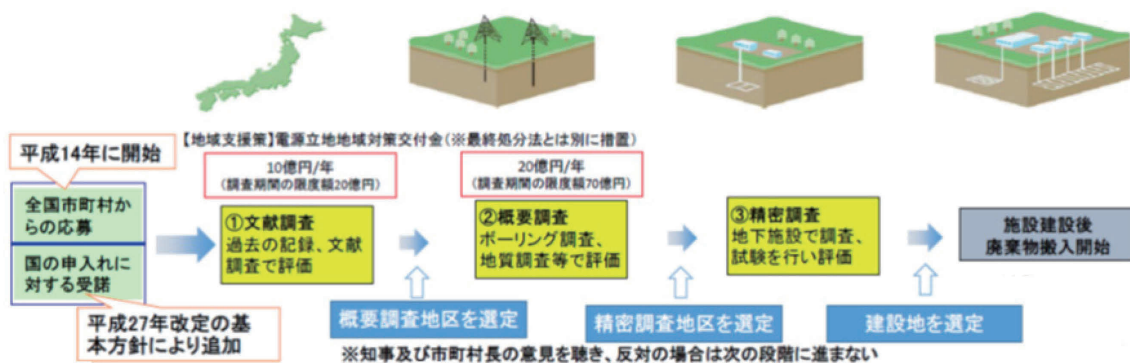 【地域支援策】電源立地地域対策交付金(※最終処分法とは別に措置)
平成14年に開始
10億円/年
(調査期間の限度額20億円)
20億円/年
(調査期間の限度額70億円)
全国市町村か
らの応募
国の申入れに
対する受諾
①文献調査
過去の記録、文献
調査で評価
②概要調査
ボーリング調査、
地質調査等で評価
③精密調査
地下施設で調査、
試験を行い評価
施設建設後
廃棄物搬入開始
平成27年改定の基
本方針により追加
概要調査地区を選定
精密調査地区を選定
建設地を選定
※知事及び市町村長の意見を聴き、反対の場合は次の段階に進まない